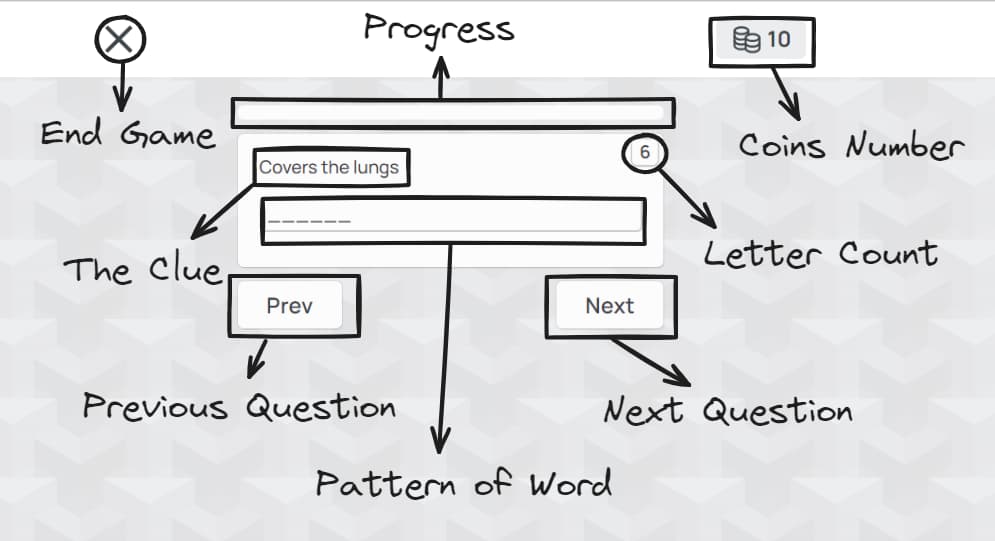 Progress
10
End Game
Coins Number
6
Covers the lungs
______
Letter Count
The Clue
Prev
Next
Previous Question
Next Question
Pattern of Word